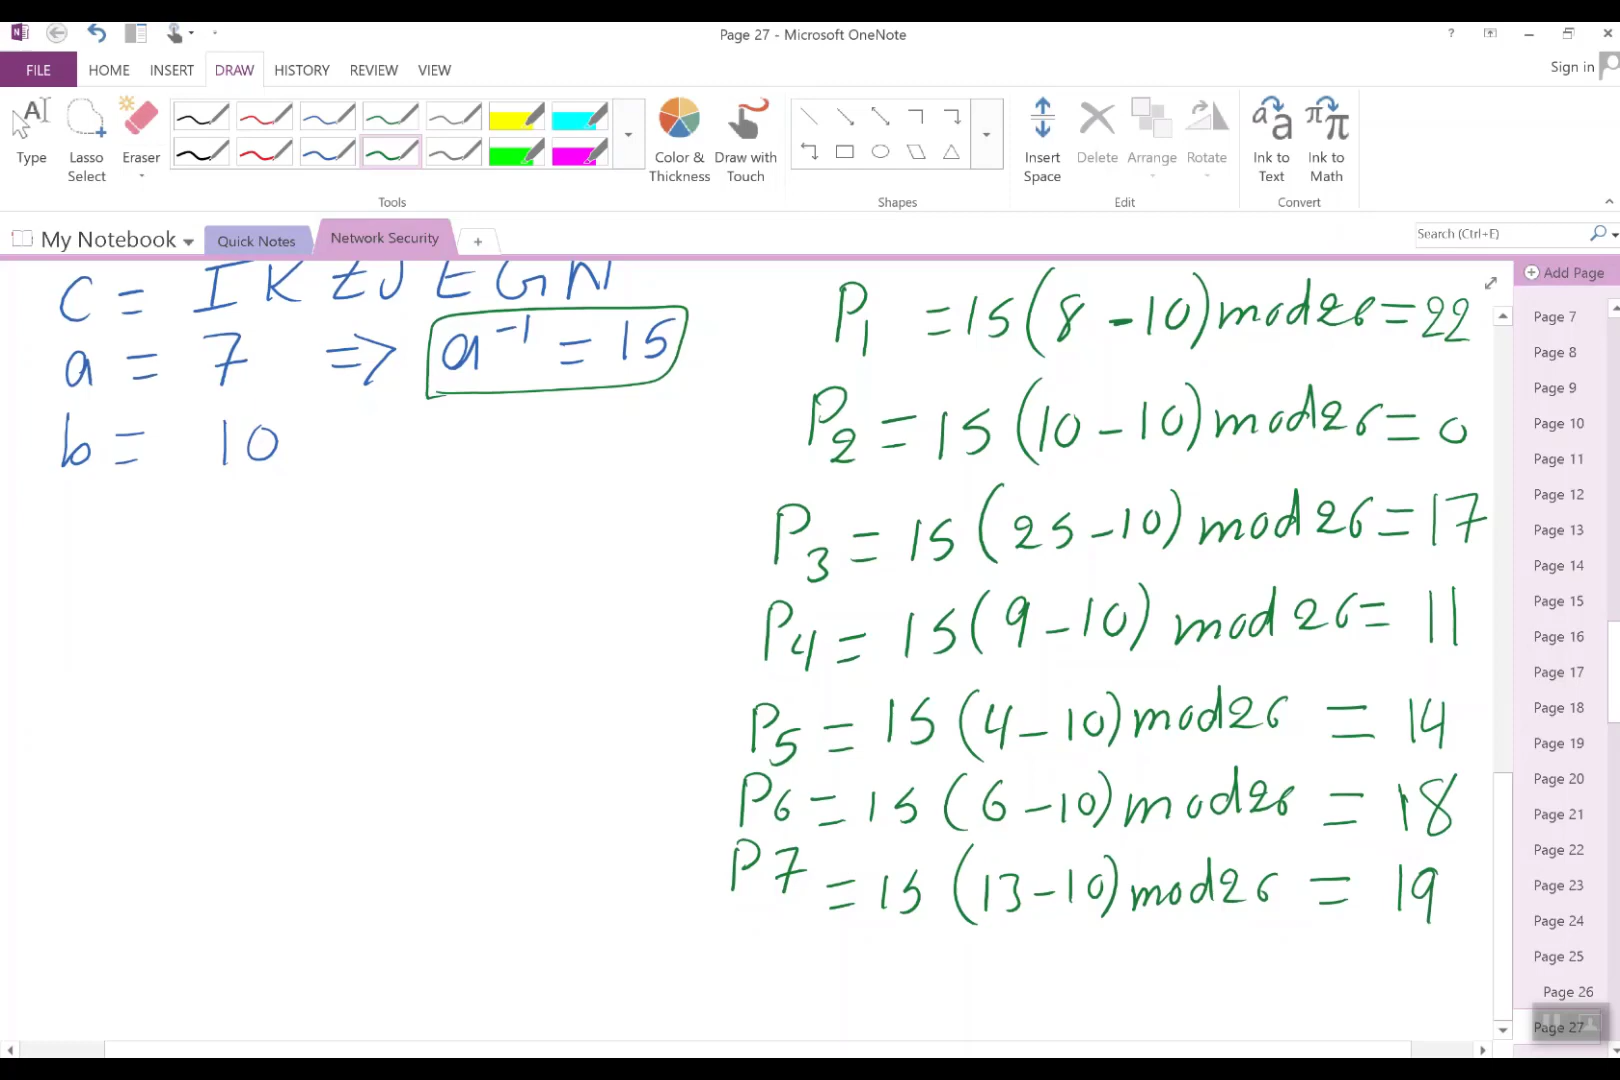 Page 27 - Microsoft OneNote
?
FILE HOME INSERT DRAW HISTORY REVIEW VIEW
Sign in
Type
Lasso Select
Eraser
Color & Thickness
Draw with Touch
Insert Space
Delete
Arrange
Rotate
Ink to Text
Ink to Math
Tools
Shapes
Edit
Convert
My Notebook
Quick Notes
Network Security
+
Search (Ctrl+E)
C = I K Z J E G N
a = 7 => a⁻¹ = 15
b = 10
P1 = 15 (8 - 10) mod 26 = 22
P2 = 15 (10 - 10) mod 26 = 0
P3 = 15 (25 - 10) mod 26 = 17
P4 = 15 (9 - 10) mod 26 = 11
P5 = 15 (4 - 10) mod 26 = 14
P6 = 15 (6 - 10) mod 26 = 18
P7 = 15 (13 - 10) mod 26 = 19
Add Page
Page 7
Page 8
Page 9
Page 10
Page 11
Page 12
Page 13
Page 14
Page 15
Page 16
Page 17
Page 18
Page 19
Page 20
Page 21
Page 22
Page 23
Page 24
Page 25
Page 26
Page 27